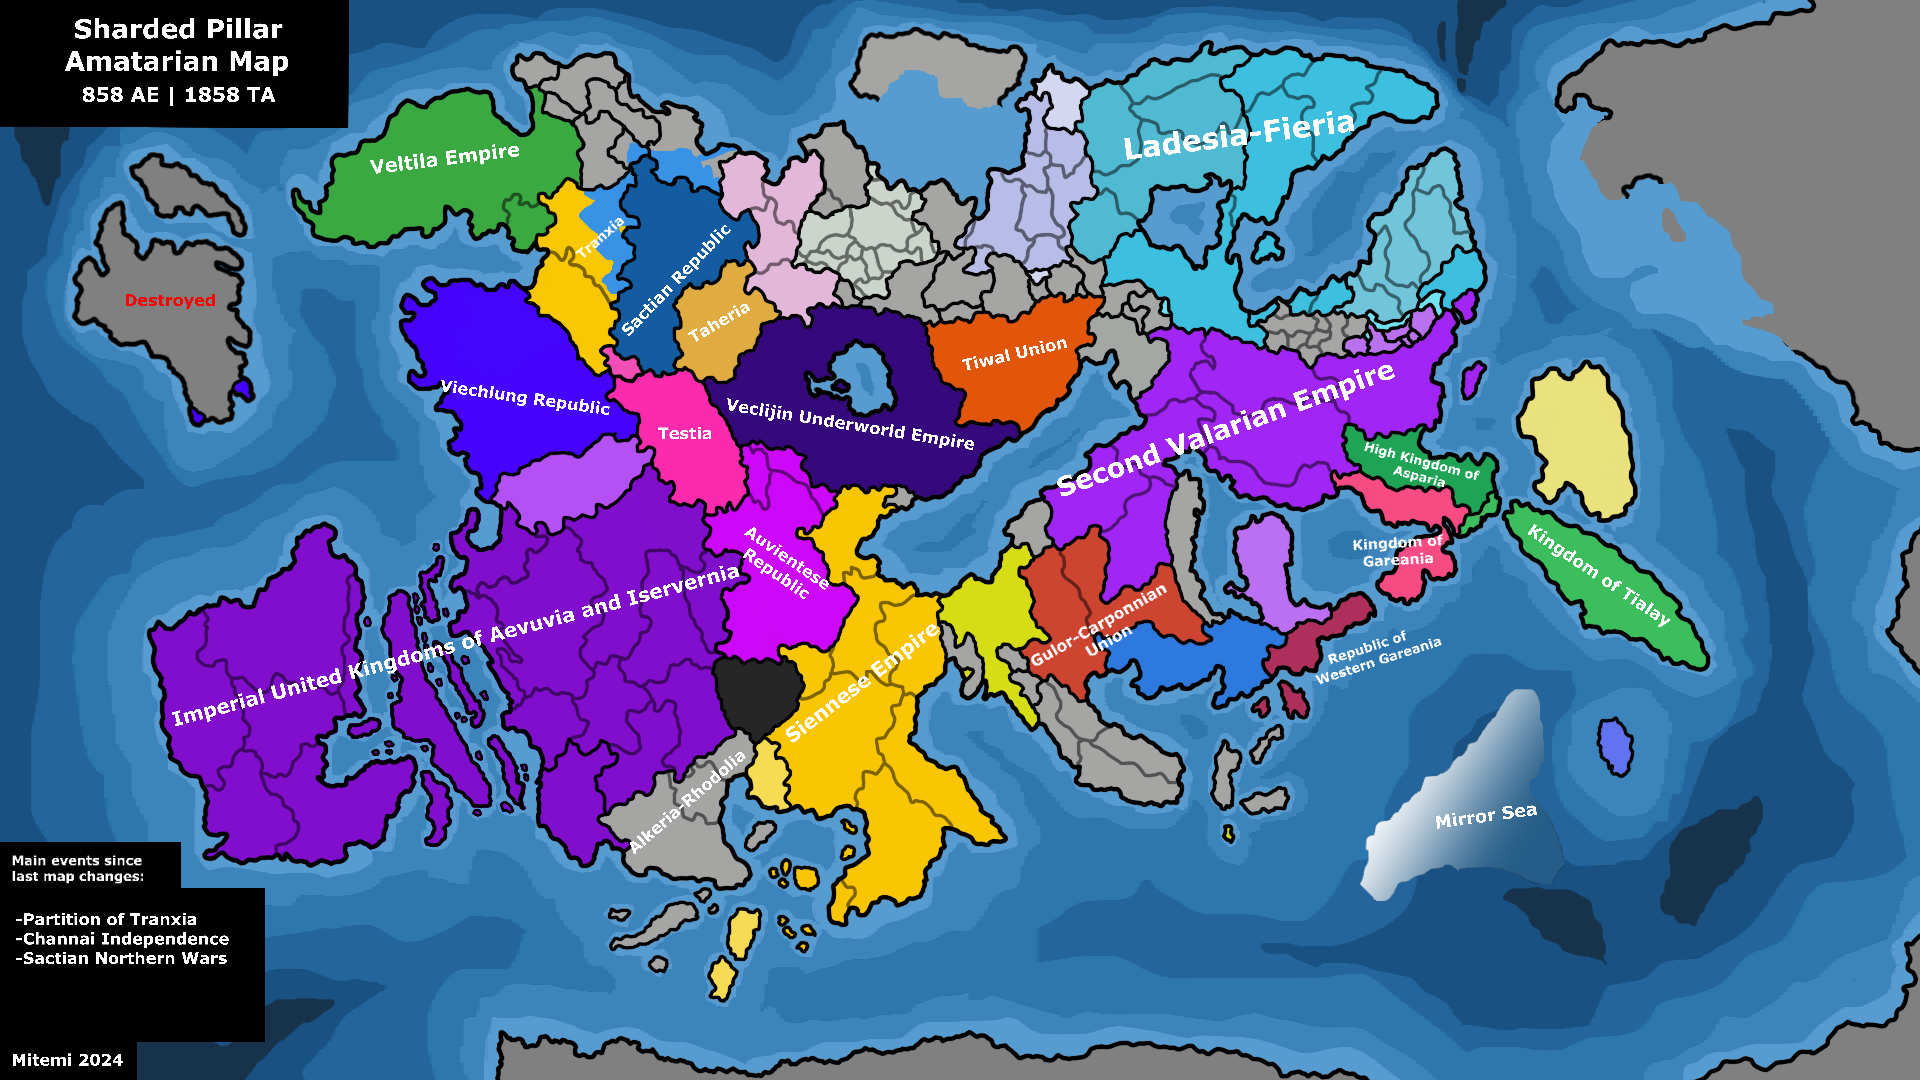 Sharded Pillar
Amatarian Map
858 AE | 1858 TA
Veltila Empire
Ladesia-Fieria
Tranxia
Sactian Republic
Destroyed
Taheria
Tiwal Union
Viechlung Republic
Testia
Veclijin Underworld Empire
Second Valarian Empire
High Kingdom of
Asparia
Kingdom of
Gareania
Kingdom of Tialay
Auvientese
Republic
Imperial United Kingdoms of Aevuvia and Iservernia
Siennese Empire
Gulor-Carponnian
Union
Republic of
Western Gareania
Alkeria-Rhodolia
Mirror Sea
Main events since
last map changes:
-Partition of Tranxia
-Channai Independence
-Sactian Northern Wars
Mitemi 2024